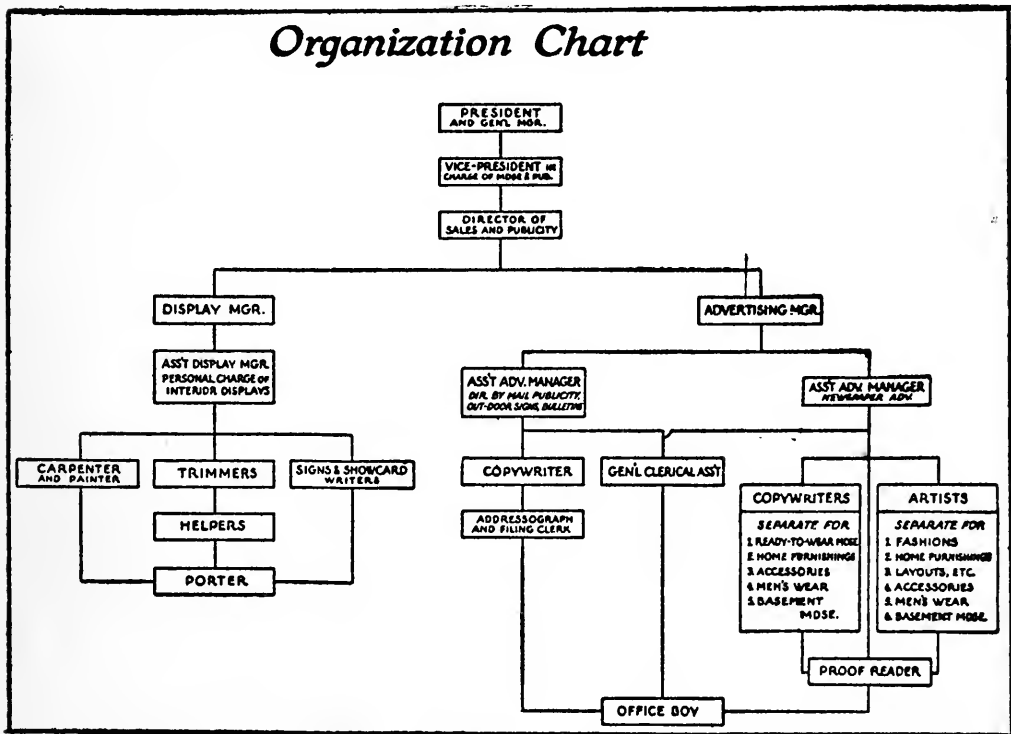 Organization Chart
PRESIDENT
AND GEN'L MGR.
VICE-PRESIDENT IN
CHARGE OF MDSE & PUB.
DIRECTOR OF
SALES AND PUBLICITY
DISPLAY MGR.
ADVERTISING MGR.
ASS'T DISPLAY MGR.
PERSONAL CHARGE OF
INTERIOR DISPLAYS
ASS'T ADV. MANAGER
DIR. BY MAIL PUBLICITY,
OUT-DOOR SIGNS, BULLETINS
ASS'T ADV. MANAGER
NEWSPAPER ADV.
CARPENTER
AND PAINTER
TRIMMERS
SIGNS & SHOWCARD
WRITERS
COPYWRITER
GEN'L CLERICAL ASS'T
HELPERS
ADDRESSOGRAPH
AND FILING CLERK
PORTER
COPYWRITERS
SEPARATE FOR
1. READY-TO-WEAR MDSE.
2. HOME FURNISHINGS
3. ACCESSORIES
4. MEN'S WEAR
5. BASEMENT
MDSE.
ARTISTS
SEPARATE FOR
1. FASHIONS
2. HOME FURNISHINGS
3. LAYOUTS, ETC.
4. ACCESSORIES
5. MEN'S WEAR
6. BASEMENT MDSE.
PROOF READER
OFFICE BOY